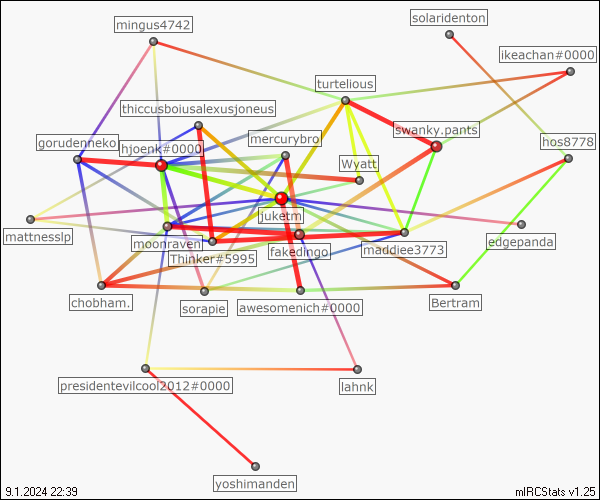 solaridenton
mingus4742
ikeachan#0000
turtelious
thiccusboiusalexusjoneus
swanky.pants
mercurybro
gorudenneko
hjoenk#0000
hos8778
Wyatt
juketm
mattnesslp
moonraven
edgepanda
maddiee3773
Thinker#5995
fakedingo
chobham.
sorapie
awesomenich#0000
Bertram
presidentevilcool2012#0000
lahnk
yoshimanden
9.1.2024 22:39
mIRCStats v1.25